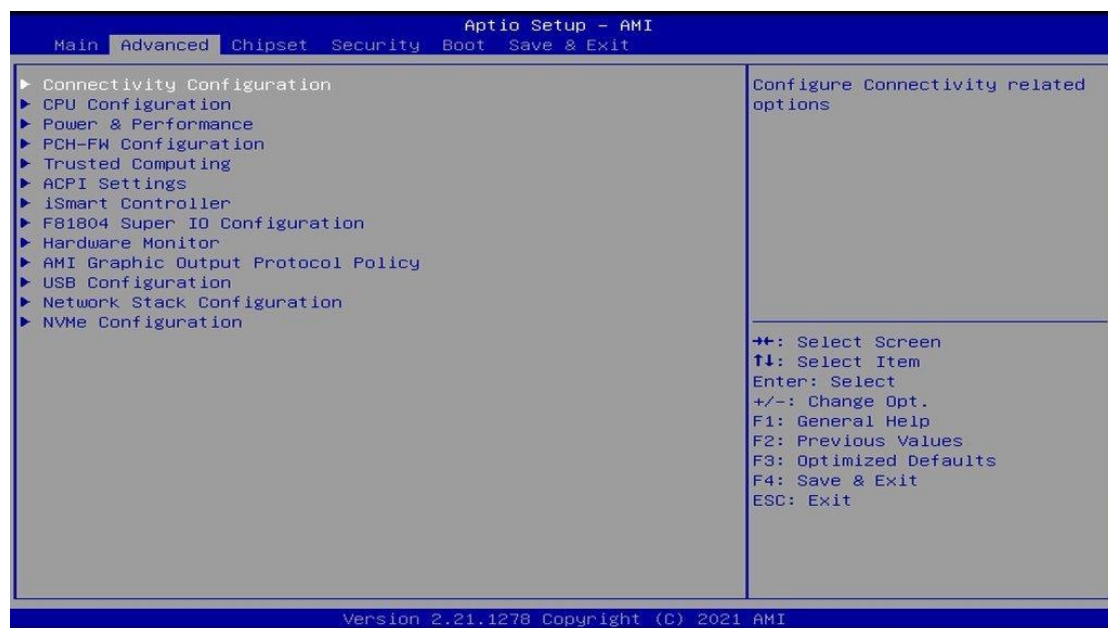 Aptio Setup – AMI
Main Advanced Chipset Security Boot Save & Exit
▶ Connectivity Configuration
▶ CPU Configuration
▶ Power & Performance
▶ PCH-FW Configuration
▶ Trusted Computing
▶ ACPI Settings
▶ iSmart Controller
▶ F81804 Super IO Configuration
▶ Hardware Monitor
▶ AMI Graphic Output Protocol Policy
▶ USB Configuration
▶ Network Stack Configuration
▶ NVMe Configuration
Configure Connectivity related
options
→←: Select Screen
↑↓: Select Item
Enter: Select
+/-: Change Opt.
F1: General Help
F2: Previous Values
F3: Optimized Defaults
F4: Save & Exit
ESC: Exit
Version 2.21.1278 Copyright (C) 2021 AMI